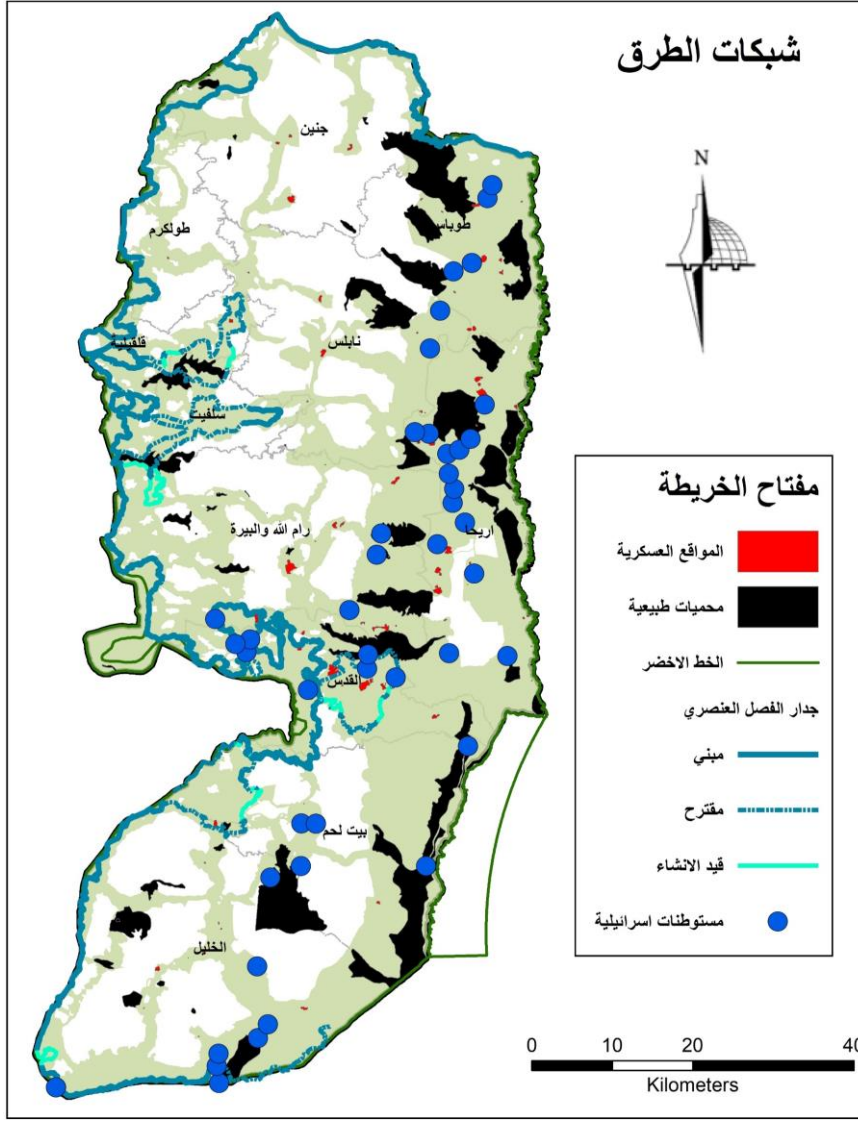 شبكات الطرق
N
جنين
طوباس
طولكرم
نابلس
قلقيلية
سلفيت
رام الله والبيرة
اريحا
القدس
بيت لحم
الخليل
مفتاح الخريطة
المواقع العسكرية
محميات طبيعية
الخط الاخضر
جدار الفصل العنصري
مبني
مقترح
قيد الانشاء
مستوطنات اسرائيلية
0 10 20 40
Kilometers